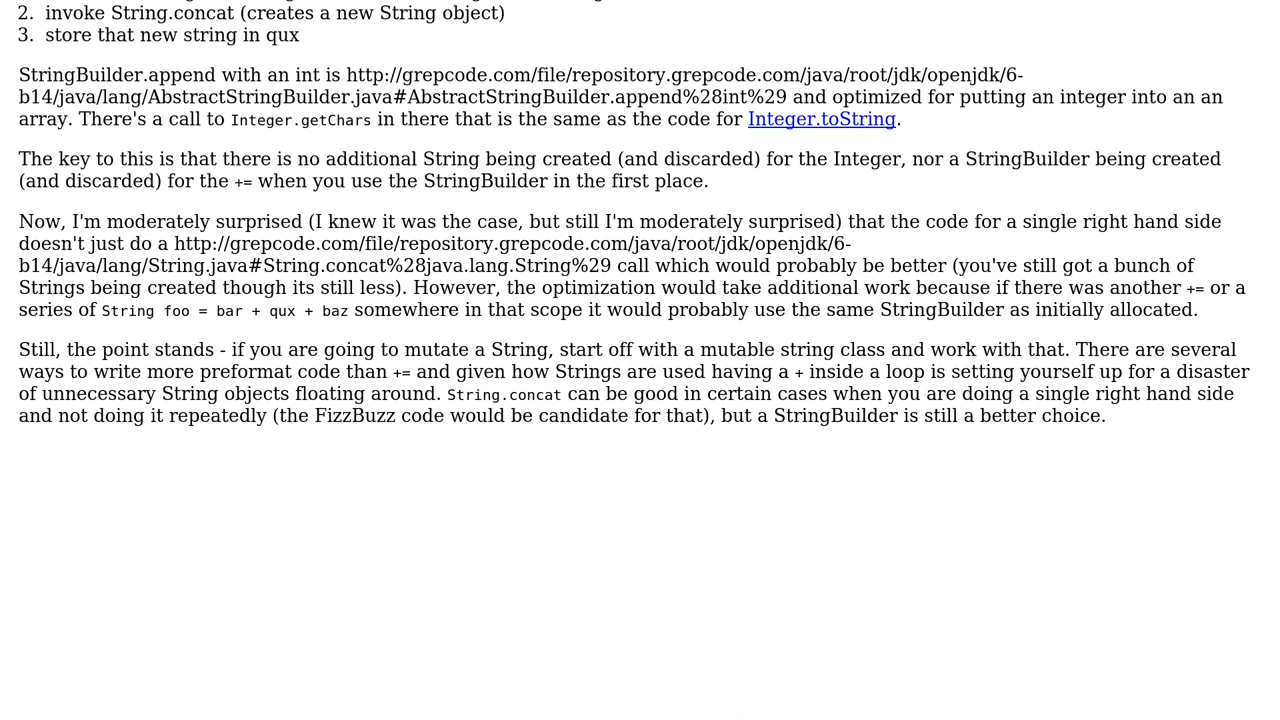 2. invoke String.concat (creates a new String object)
3. store that new string in qux
StringBuilder.append with an int is http://grepcode.com/file/repository.grepcode.com/java/root/jdk/openjdk/6-
b14/java/lang/AbstractStringBuilder.java#AbstractStringBuilder.append%28int%29 and optimized for putting an integer into an an
array. There's a call to Integer.getChars in there that is the same as the code for Integer.toString.
The key to this is that there is no additional String being created (and discarded) for the Integer, nor a StringBuilder being created
(and discarded) for the += when you use the StringBuilder in the first place.
Now, I'm moderately surprised (I knew it was the case, but still I'm moderately surprised) that the code for a single right hand side
doesn't just do a http://grepcode.com/file/repository.grepcode.com/java/root/jdk/openjdk/6-
b14/java/lang/String.java#String.concat%28java.lang.String%29 call which would probably be better (you've still got a bunch of
Strings being created though its still less). However, the optimization would take additional work because if there was another += or a
series of String foo = bar + qux + baz somewhere in that scope it would probably use the same StringBuilder as initially allocated.
Still, the point stands - if you are going to mutate a String, start off with a mutable string class and work with that. There are several
ways to write more preformat code than += and given how Strings are used having a + inside a loop is setting yourself up for a disaster
of unnecessary String objects floating around. String.concat can be good in certain cases when you are doing a single right hand side
and not doing it repeatedly (the FizzBuzz code would be candidate for that), but a StringBuilder is still a better choice.